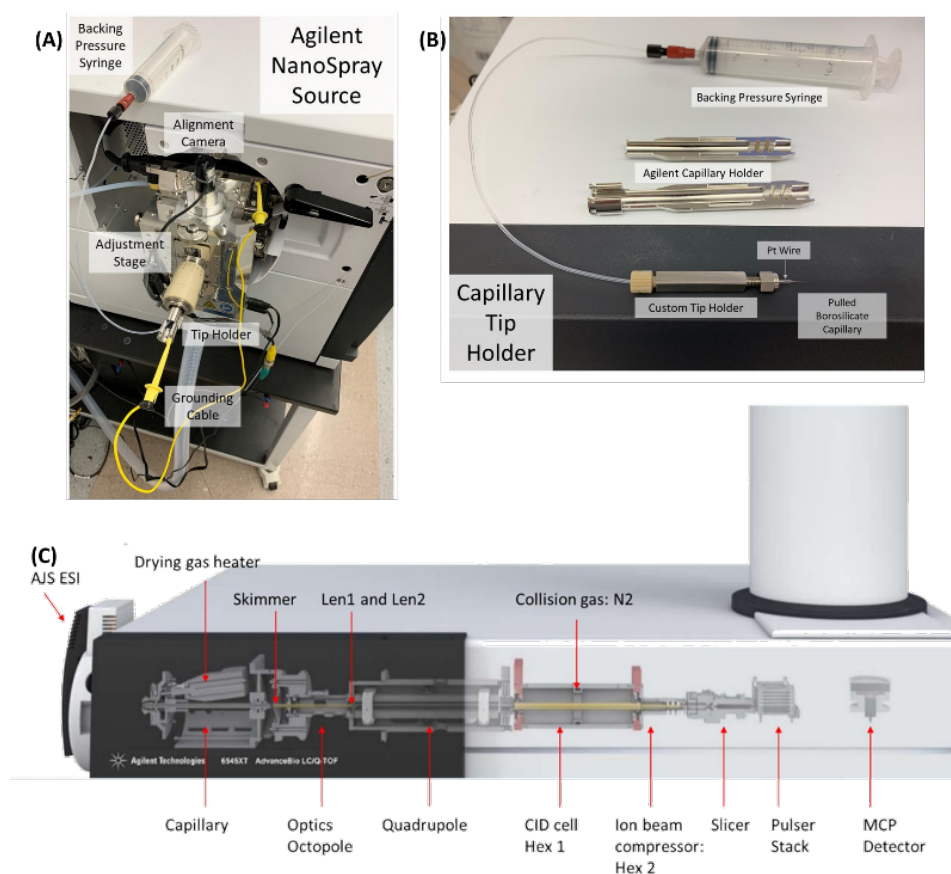 (A)
Backing
Pressure
Syringe
Agilent
NanoSpray
Source
Alignment
Camera
Adjustment
Stage
Tip Holder
Grounding
Cable
(B)
Backing Pressure Syringe
Agilent Capillary Holder
Pt Wire
Custom Tip Holder
Pulled
Borosilicate
Capillary
Capillary
Tip
Holder
(C)
AJS ESI
Drying gas heater
Skimmer
Len1 and Len2
Collision gas: N2
Agilent Technologies 6545XT AdvanceBio LC/Q-TOF
Capillary
Optics
Octopole
Quadrupole
CID cell
Hex 1
Ion beam
compressor:
Hex 2
Slicer
Pulser
Stack
MCP
Detector